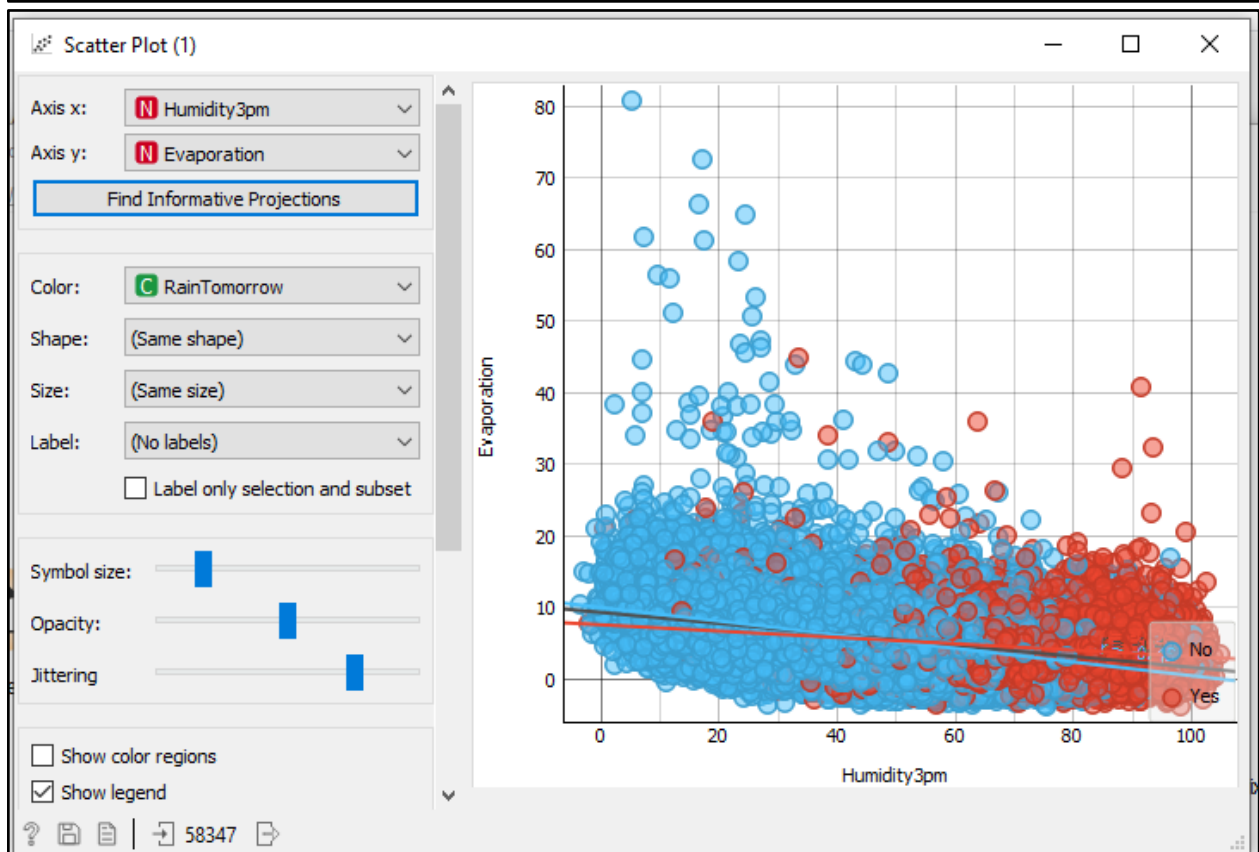 Scatter Plot (1)
Axis x:
N Humidity3pm
Axis y:
N Evaporation
Find Informative Projections
Color:
C RainTomorrow
Shape:
(Same shape)
Size:
(Same size)
Label:
(No labels)
Label only selection and subset
Symbol size:
Opacity:
Jittering
Show color regions
Show legend
? 58347
80
70
60
50
40
30
20
10
0
Evaporation
No
Yes
0 20 40 60 80 100
Humidity3pm